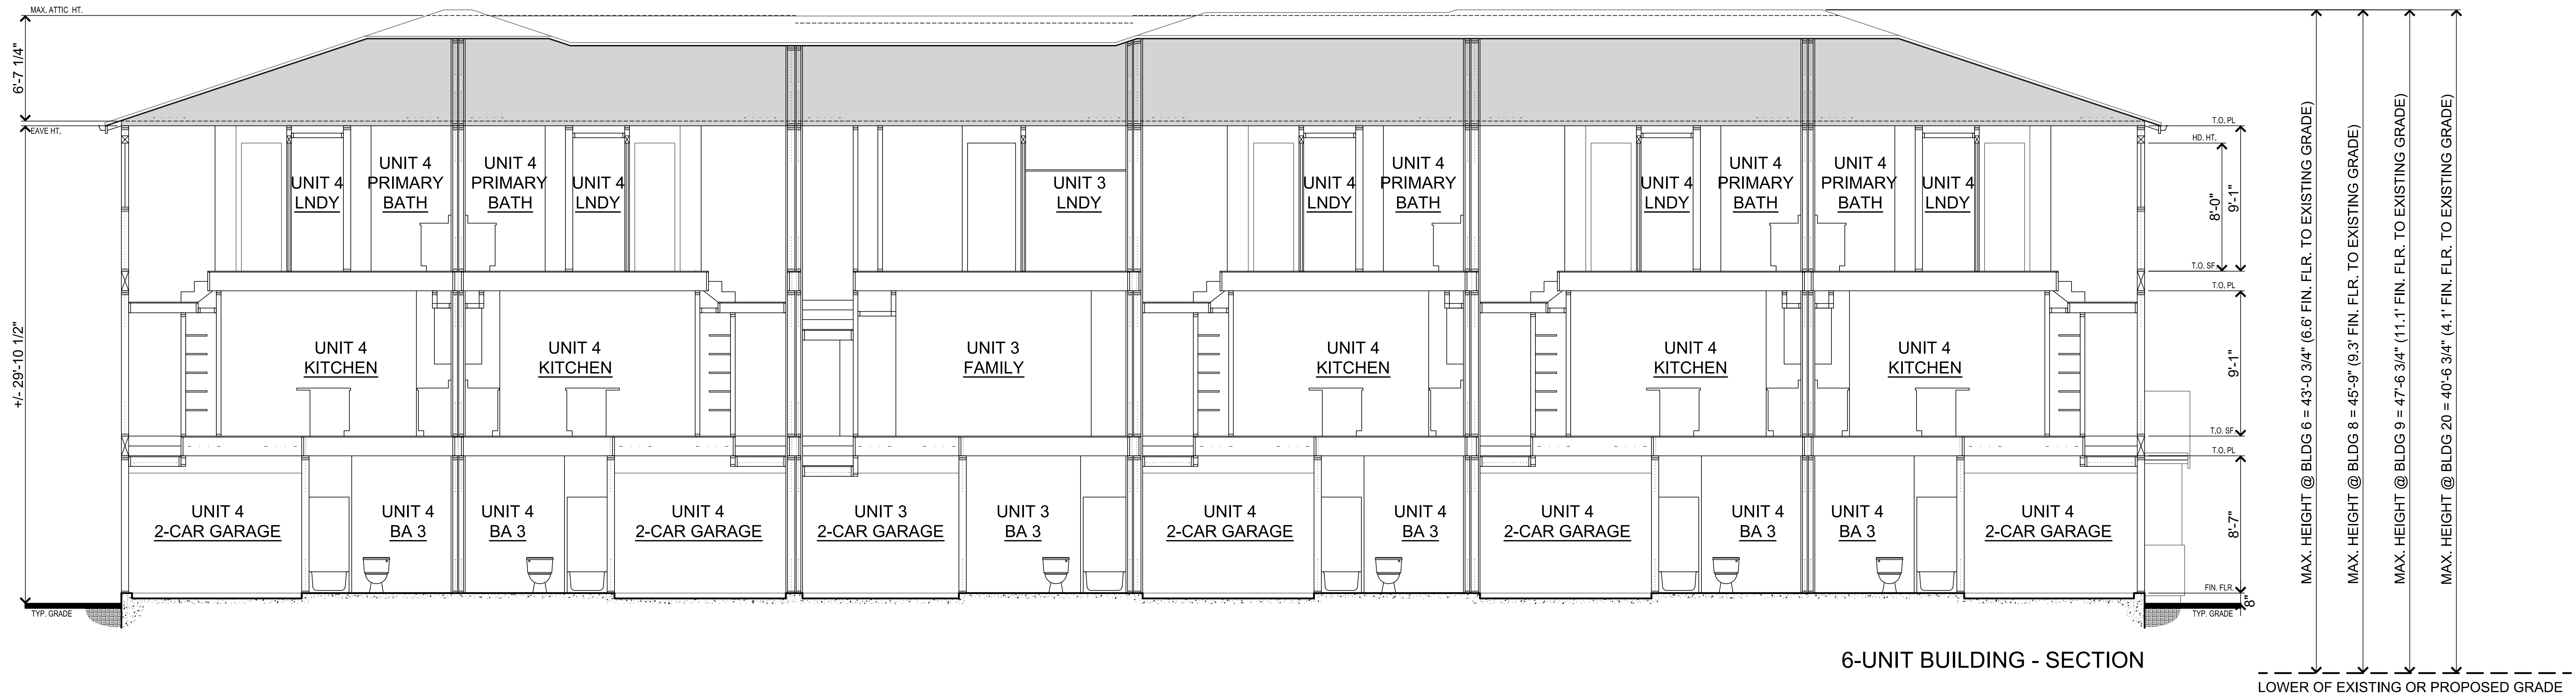 MAX. ATTIC HT.
6'-7 1/4"
EAVE HT.
+/- 29'-10 1/2"
TYP. GRADE
UNIT 4
LNDY
UNIT 4
PRIMARY
BATH
UNIT 4
PRIMARY
BATH
UNIT 4
LNDY
UNIT 3
LNDY
UNIT 4
LNDY
UNIT 4
PRIMARY
BATH
UNIT 4
LNDY
UNIT 4
PRIMARY
BATH
UNIT 4
PRIMARY
BATH
UNIT 4
LNDY
UNIT 4
KITCHEN
UNIT 4
KITCHEN
UNIT 3
FAMILY
UNIT 4
KITCHEN
UNIT 4
KITCHEN
UNIT 4
KITCHEN
UNIT 4
2-CAR GARAGE
UNIT 4
BA 3
UNIT 4
BA 3
UNIT 4
2-CAR GARAGE
UNIT 3
2-CAR GARAGE
UNIT 3
BA 3
UNIT 4
2-CAR GARAGE
UNIT 4
BA 3
UNIT 4
2-CAR GARAGE
UNIT 4
BA 3
UNIT 4
BA 3
UNIT 4
2-CAR GARAGE
T.O. PL
HD. HT.
8'-0"
9'-1"
T.O. SF
T.O. PL
9'-1"
T.O. SF
T.O. PL
8'-7"
FIN. FLR.
8"
TYP. GRADE
MAX. HEIGHT @ BLDG 6 = 43'-0 3/4" (6.6' FIN. FLR. TO EXISTING GRADE)
MAX. HEIGHT @ BLDG 8 = 45'-9" (9.3' FIN. FLR. TO EXISTING GRADE)
MAX. HEIGHT @ BLDG 9 = 47'-6 3/4" (11.1' FIN. FLR. TO EXISTING GRADE)
MAX. HEIGHT @ BLDG 20 = 40'-6 3/4" (4.1' FIN. FLR. TO EXISTING GRADE)
6-UNIT BUILDING - SECTION
LOWER OF EXISTING OR PROPOSED GRADE